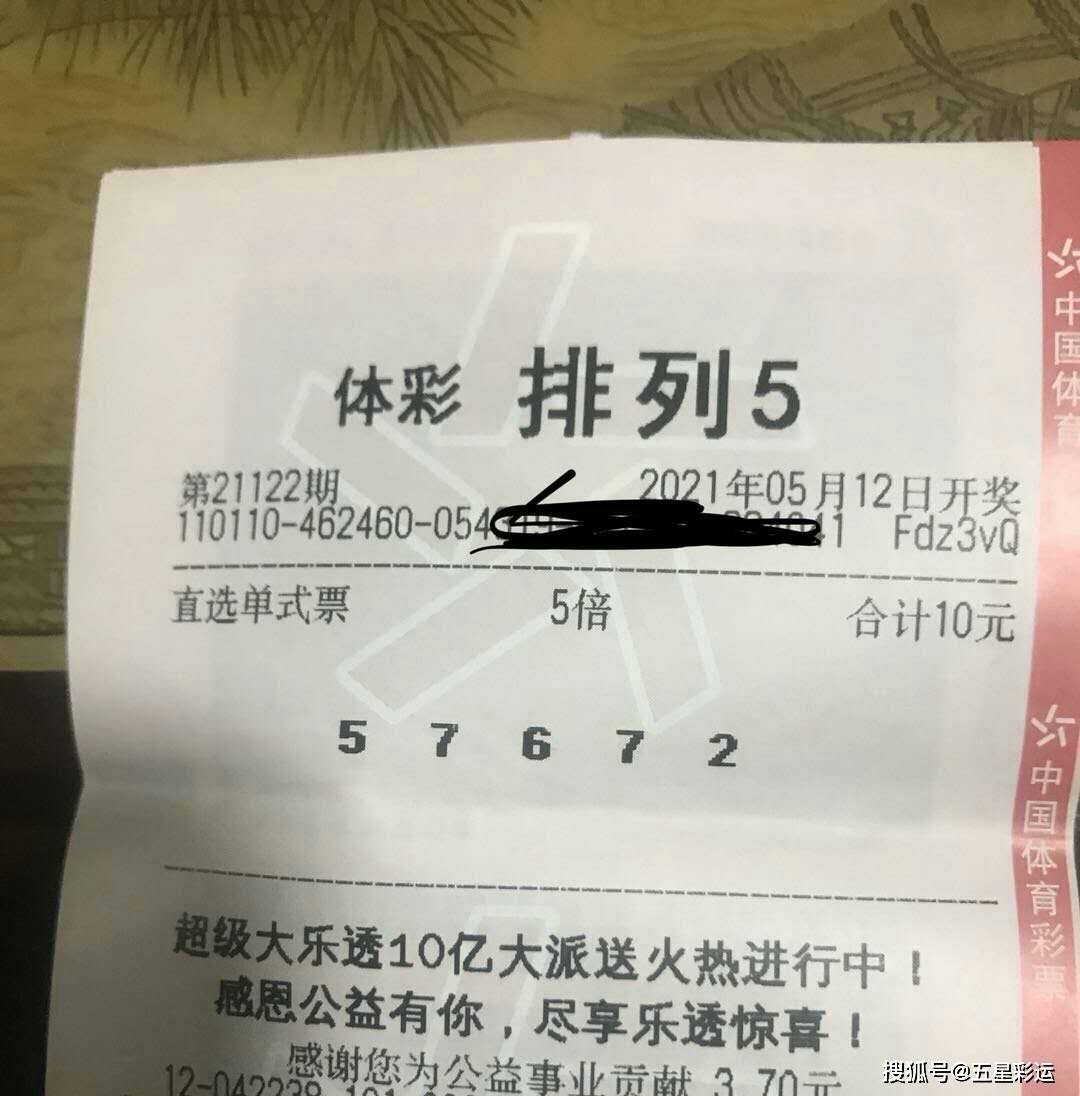 体彩 排列5
第21122期 2021年05月12日开奖
110110-462460-054 1 Fdz3vQ
直选单式票 5倍 合计10元
5 7 6 7 2
超级大乐透10亿大派送火热进行中！
感恩公益有你，尽享乐透惊喜！
感谢您为公益事业贡献 3.70元
中国体育
中国体育彩票
搜狐号@五星彩运